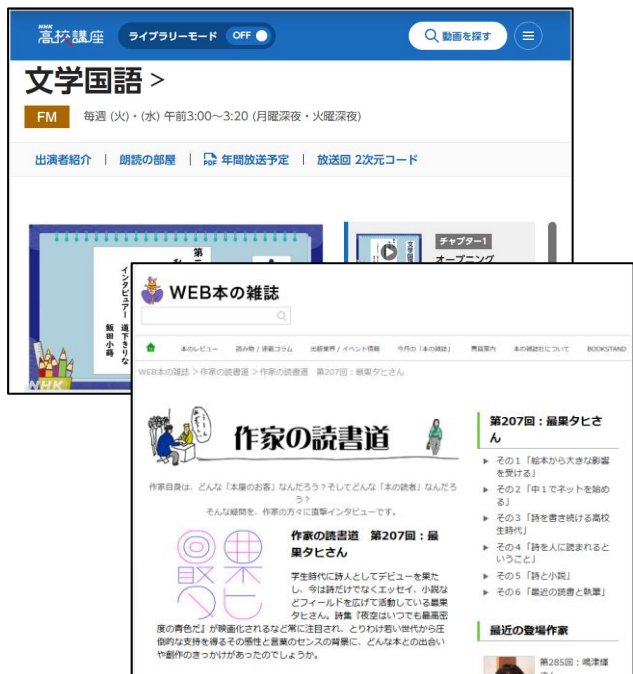 NHK
高校講座
ライブラリーモード OFF
動画を探す
文学国語 >
FM 毎週 (火)・(水) 午前3:00～3:20 (月曜深夜・火曜深夜)
出演者紹介 | 朗読の部屋 | PDF 年間放送予定 | 放送回 2次元コード
第
インタビュアー 道下きりな
飯田小蒔
NHK
チャプター1
オープニング
WEB本の雑誌
本のレビュー 読み物 / 連載コラム 出版業界 / イベント情報 今月の「本の雑誌」 書籍案内 本の雑誌社について BOOKSTAND
WEB本の雑誌 > 作家の読書道 > 作家の読書道 第207回：最果タヒさん
作家の読書道
作家自身は、どんな「本屋のお客」なんだろう？そしてどんな「本の読者」なんだろ
う？
そんな疑問を、作家の方々に直撃インタビューです。
最果
タヒ
作家の読書道 第207回：最
果タヒさん
学生時代に詩人としてデビューを果た
し、今は詩だけでなくエッセイ、小説な
どフィールドを広げて活動している最果
タヒさん。詩集『夜空はいつでも最高密
度の青色だ』が映画化されるなど常に注目され、とりわけ若い世代から圧
倒的な支持を得るその感性と言葉のセンスの背景に、どんな本との出合い
や創作のきっかけがあったのでしょうか。
第207回：最果タヒさ
ん
その１「絵本から大きな影響
を受ける」
その２「中１でネットを始め
る」
その３「詩を書き続ける高校
生時代」
その４「詩を人に読まれると
いうこと」
その５「詩と小説」
その６「最近の読書と執筆」
最近の登場作家
第285回：嶋津輝